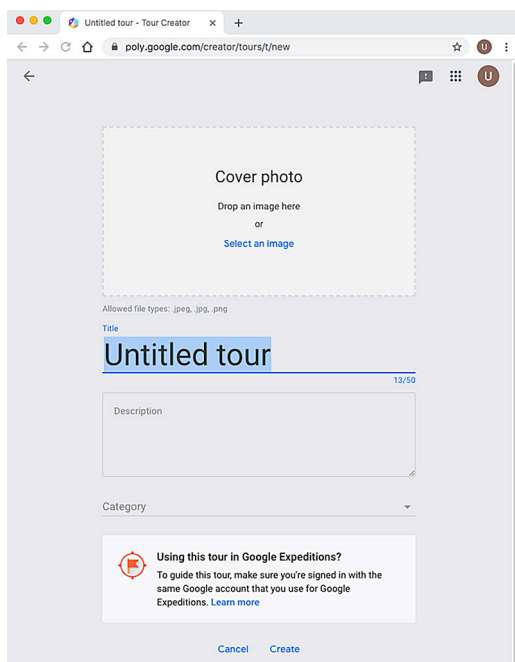 Untitled tour - Tour Creator
poly.google.com/creator/tours/t/new
U
U
Cover photo
Drop an image here
or
Select an image
Allowed file types: .jpeg, .jpg, .png
Title
Untitled tour
13/50
Description
Category
Using this tour in Google Expeditions?
To guide this tour, make sure you're signed in with the
same Google account that you use for Google
Expeditions. Learn more
Cancel Create